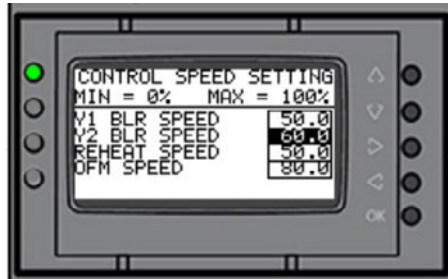 CONTROL SPEED SETTING
MIN = 0% MAX = 100%
Y1 BLR SPEED 50.0
Y2 BLR SPEED 60.0
REHEAT SPEED 50.0
OFM SPEED 80.0
OK